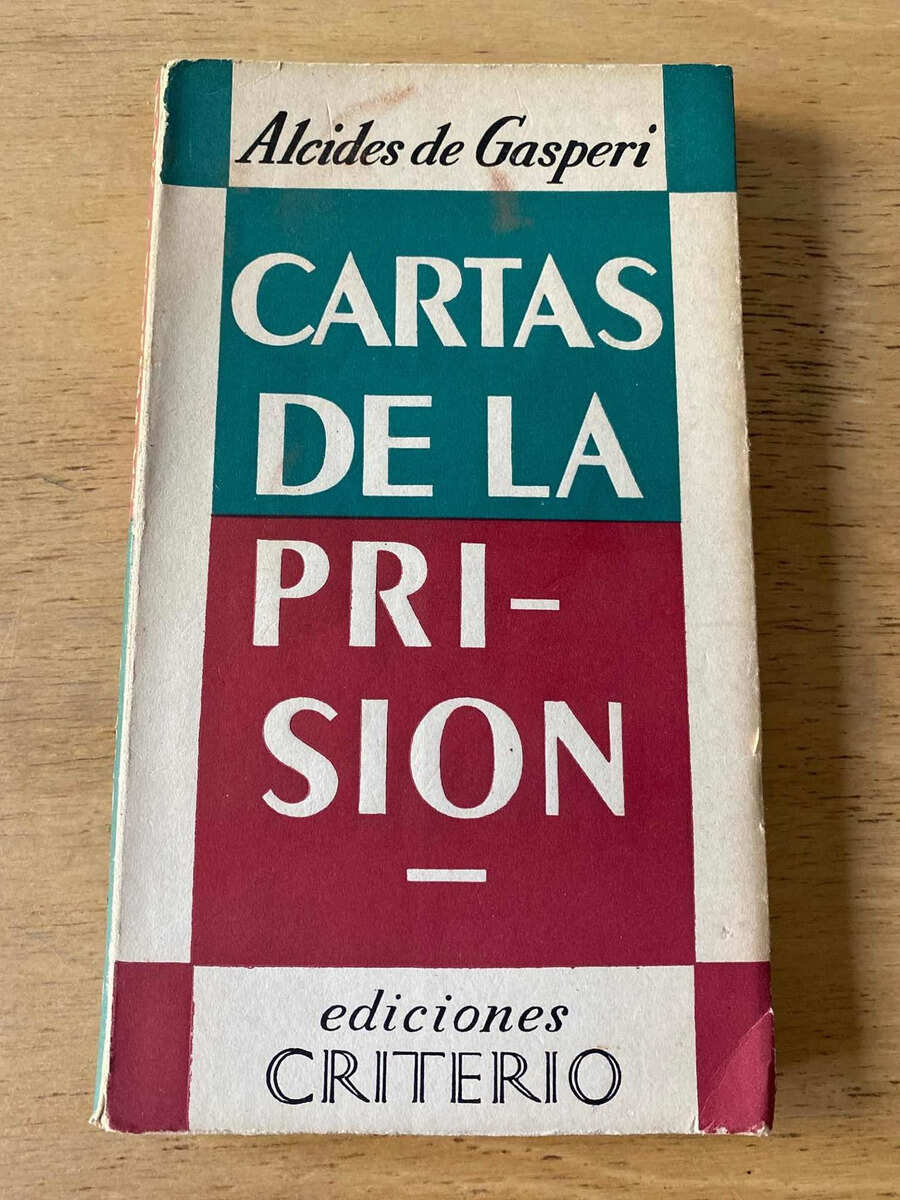 Alcides de Gasperi
CARTAS
DE LA
PRI-
SION
ediciones
CRITERIO